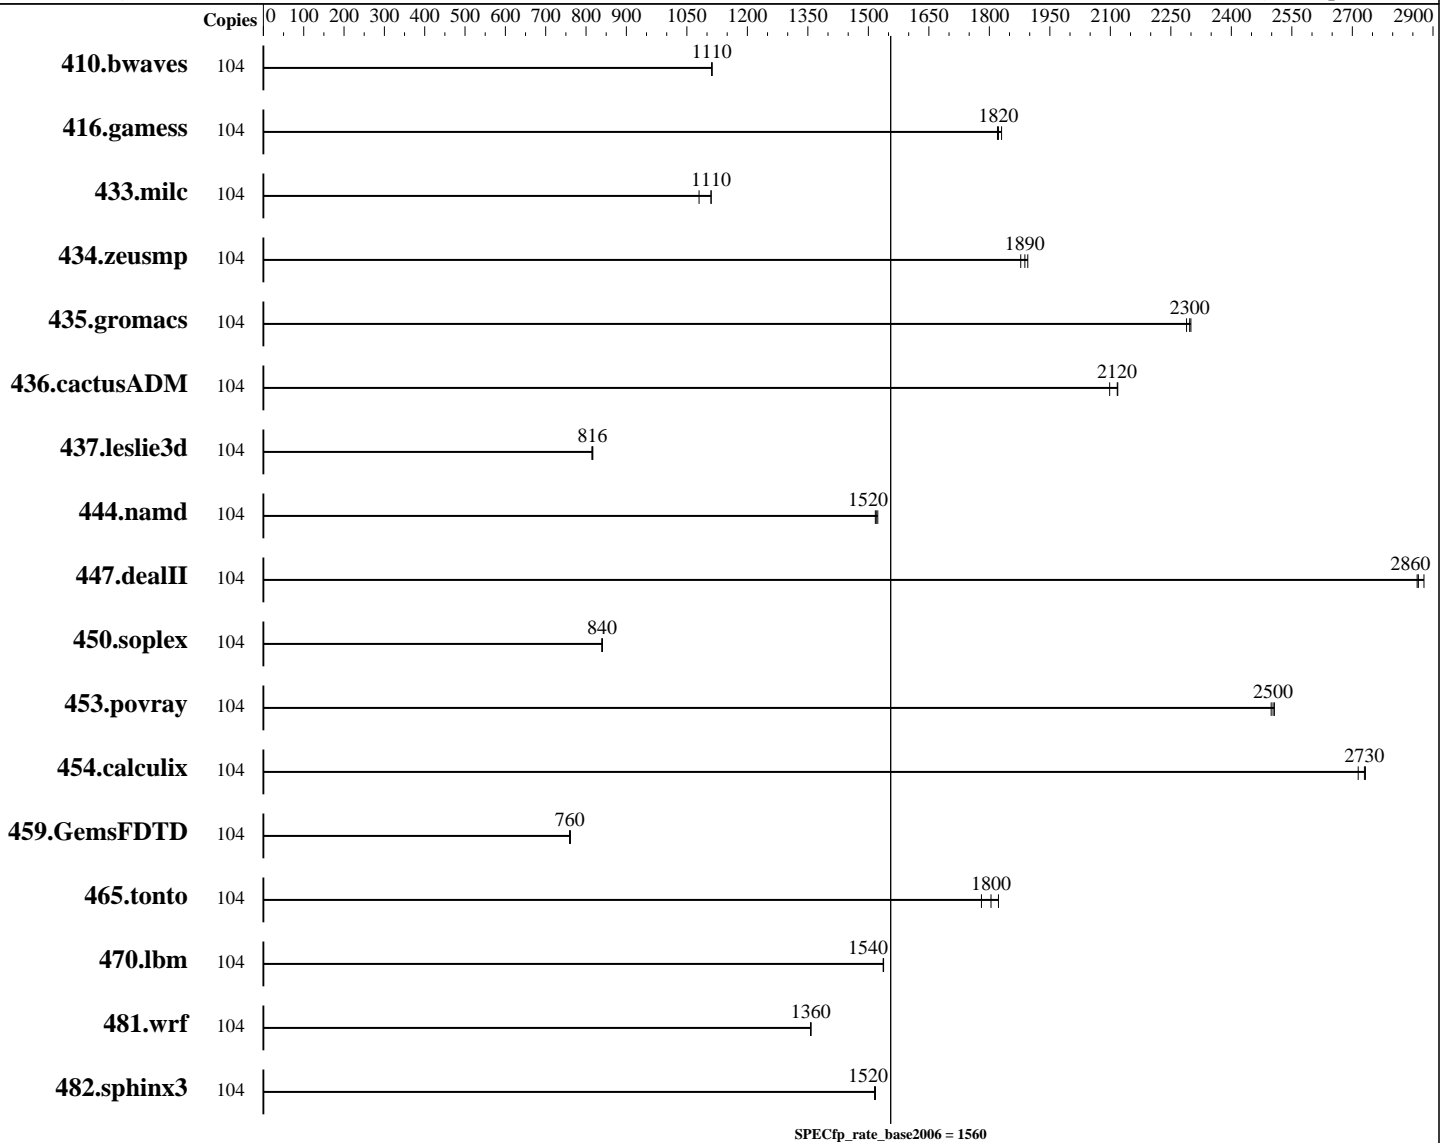 Copies 0 100 200 300 400 500 600 700 800 900 1050 1200 1350 1500 1650 1800 1950 2100 2250 2400 2550 2700 2900
410.bwaves 104 1110
416.gamess 104 1820
433.milc 104 1110
434.zeusmp 104 1890
435.gromacs 104 2300
436.cactusADM 104 2120
437.leslie3d 104 816
444.namd 104 1520
447.dealII 104 2860
450.soplex 104 840
453.povray 104 2500
454.calculix 104 2730
459.GemsFDTD 104 760
465.tonto 104 1800
470.lbm 104 1540
481.wrf 104 1360
482.sphinx3 104 1520
SPECfp_rate_base2006 = 1560